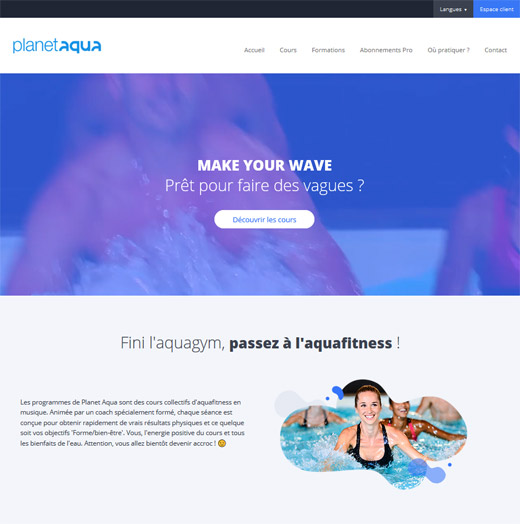 Langues ▾ Espace client
planetaqua
Accueil Cours Formations Abonnements Pro Où pratiquer ? Contact
MAKE YOUR WAVE
Prêt pour faire des vagues ?
Découvrir les cours
Fini l'aquagym, passez à l'aquafitness !
Les programmes de Planet Aqua sont des cours collectifs d'aquafitness en
musique. Animée par un coach spécialement formé, chaque séance est
conçue pour obtenir rapidement de vrais résultats physiques et ce quelque
soit vos objectifs 'Forme/bien-être'. Vous, l'energie positive du cours et tous
les bienfaits de l'eau. Attention, vous allez bientôt devenir accroc ! 😉